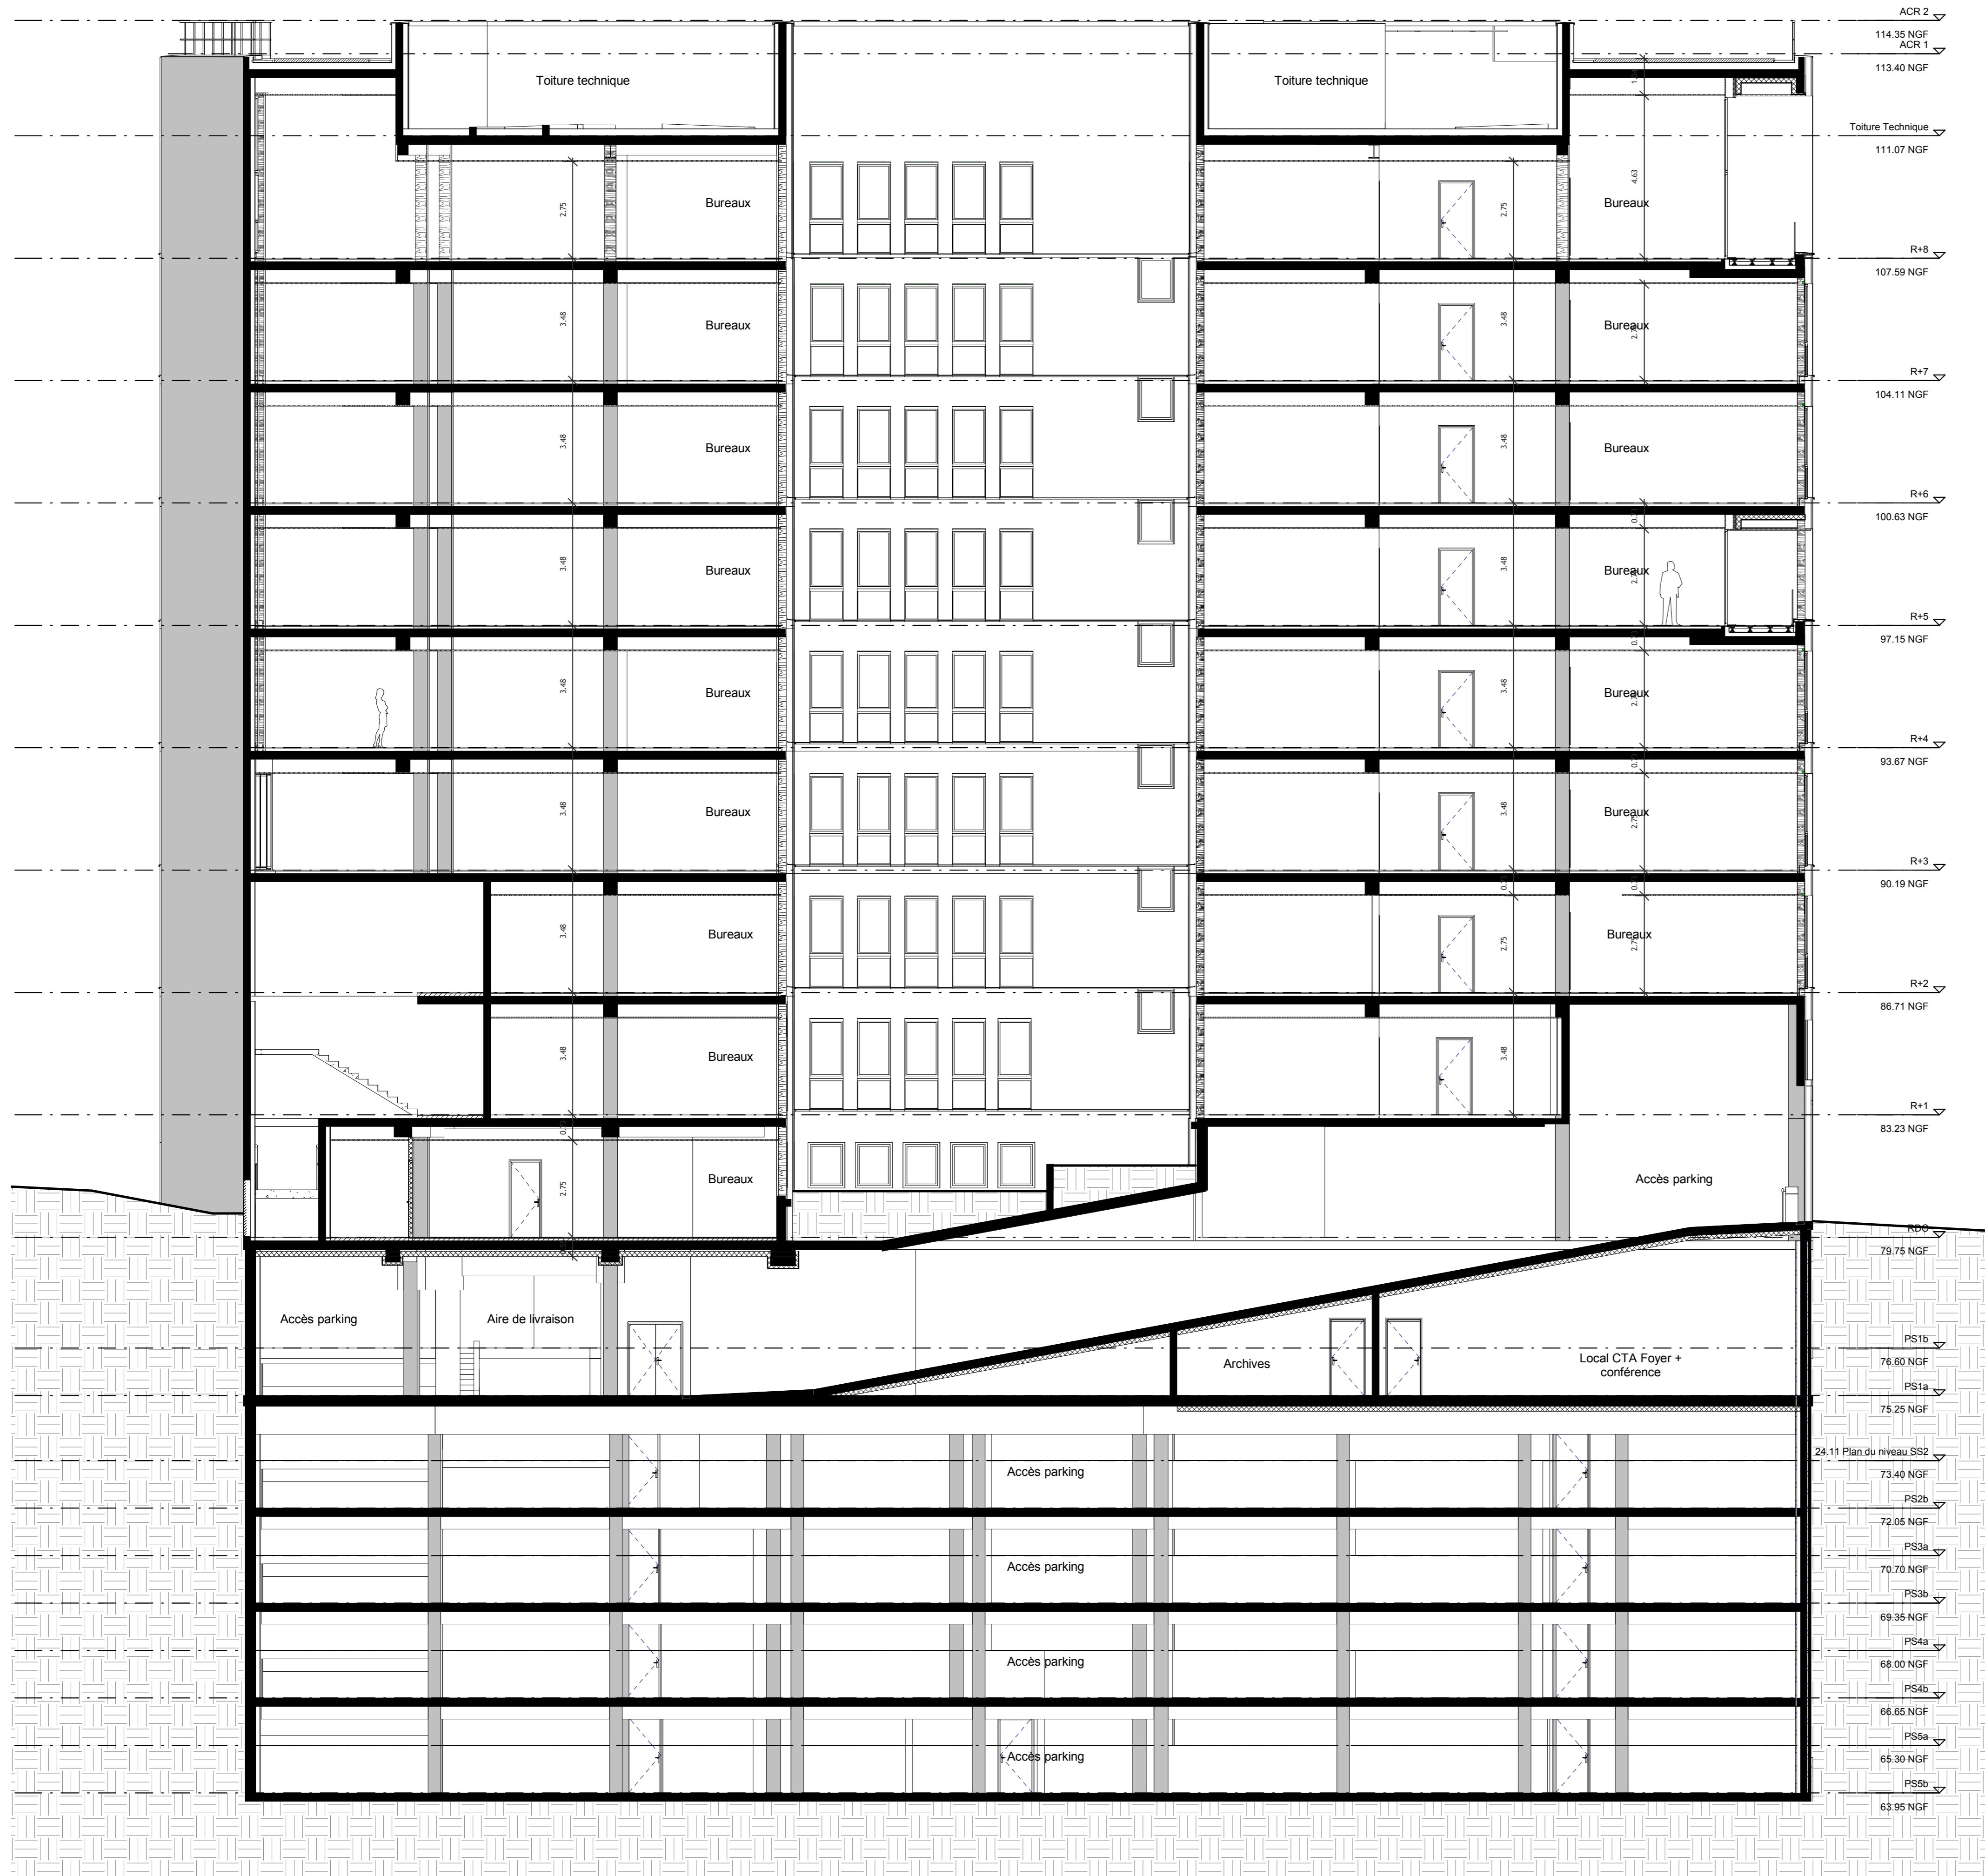 ACR 2
114.35 NGF
ACR 1
113.40 NGF
Toiture technique
Toiture technique
Toiture Technique
111.07 NGF
2.75
Bureaux
2.75
4.63
Bureaux
R+8
107.59 NGF
3.48
Bureaux
3.48
Bureaux
R+7
104.11 NGF
3.48
Bureaux
3.48
Bureaux
R+6
100.63 NGF
3.48
Bureaux
3.48
Bureaux
R+5
97.15 NGF
3.48
Bureaux
3.48
Bureaux
R+4
93.67 NGF
3.48
Bureaux
3.48
Bureaux
2.75
R+3
90.19 NGF
3.48
Bureaux
2.75
Bureaux
2.75
R+2
86.71 NGF
3.48
Bureaux
3.48
R+1
83.23 NGF
2.75
Bureaux
Accès parking
RDC
79.75 NGF
Accès parking
Aire de livraison
PS1b
76.60 NGF
Archives
Local CTA Foyer +
conférence
PS1a
75.25 NGF
24.11 Plan du niveau SS2
73.40 NGF
Accès parking
PS2b
72.05 NGF
PS3a
70.70 NGF
Accès parking
PS3b
69.35 NGF
PS4a
68.00 NGF
Accès parking
PS4b
66.65 NGF
PS5a
65.30 NGF
Accès parking
PS5b
63.95 NGF